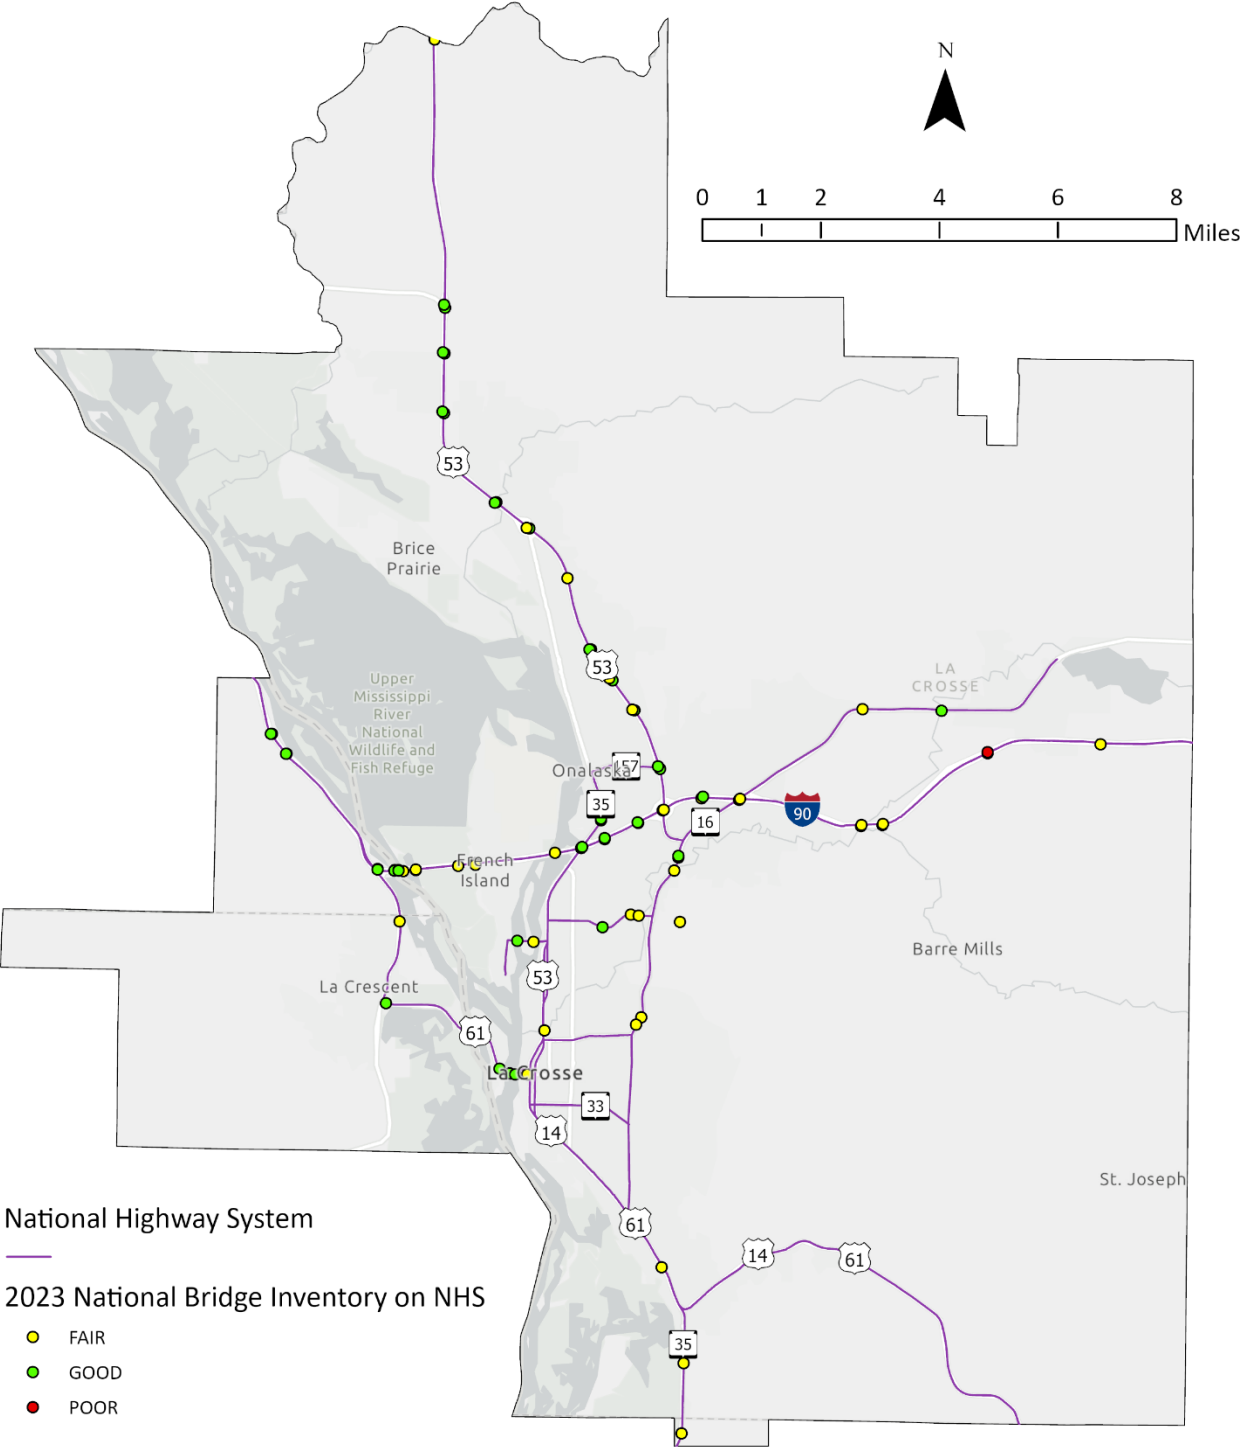 N
0 1 2 4 6 8
Miles
53
Brice
Prairie
53
LA
CROSSE
Upper
Mississippi
River
National
Wildlife and
Fish Refuge
Onalaska
157
35
16
90
French
Island
Barre Mills
53
La Crescent
61
La Crosse
33
14
St. Joseph
61
14
61
35
National Highway System
2023 National Bridge Inventory on NHS
FAIR
GOOD
POOR